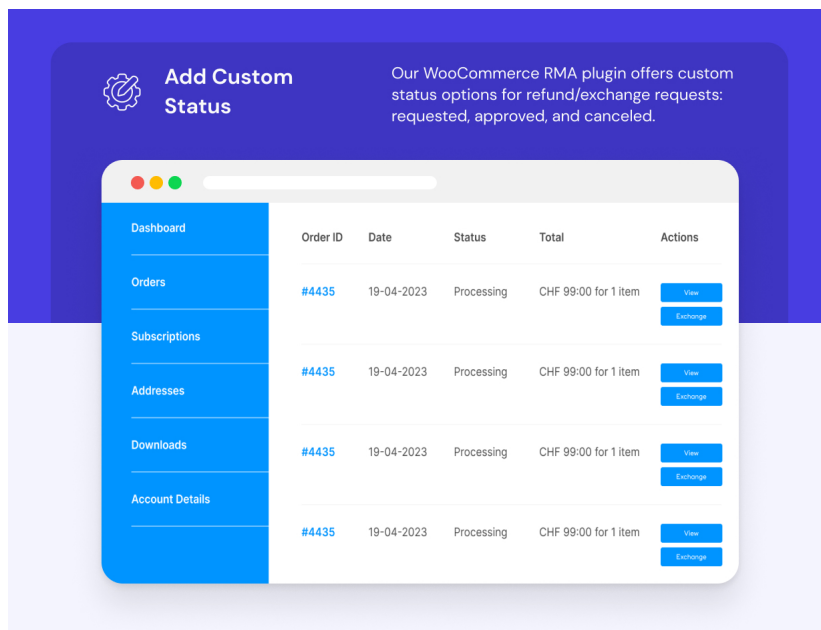 Add Custom
Status
Our WooCommerce RMA plugin offers custom
status options for refund/exchange requests:
requested, approved, and canceled.
Dashboard
Orders
Subscriptions
Addresses
Downloads
Account Details
Order ID Date Status Total Actions
#4435 19-04-2023 Processing CHF 99:00 for 1 item View
Exchange
#4435 19-04-2023 Processing CHF 99:00 for 1 item View
Exchange
#4435 19-04-2023 Processing CHF 99:00 for 1 item View
Exchange
#4435 19-04-2023 Processing CHF 99:00 for 1 item View
Exchange